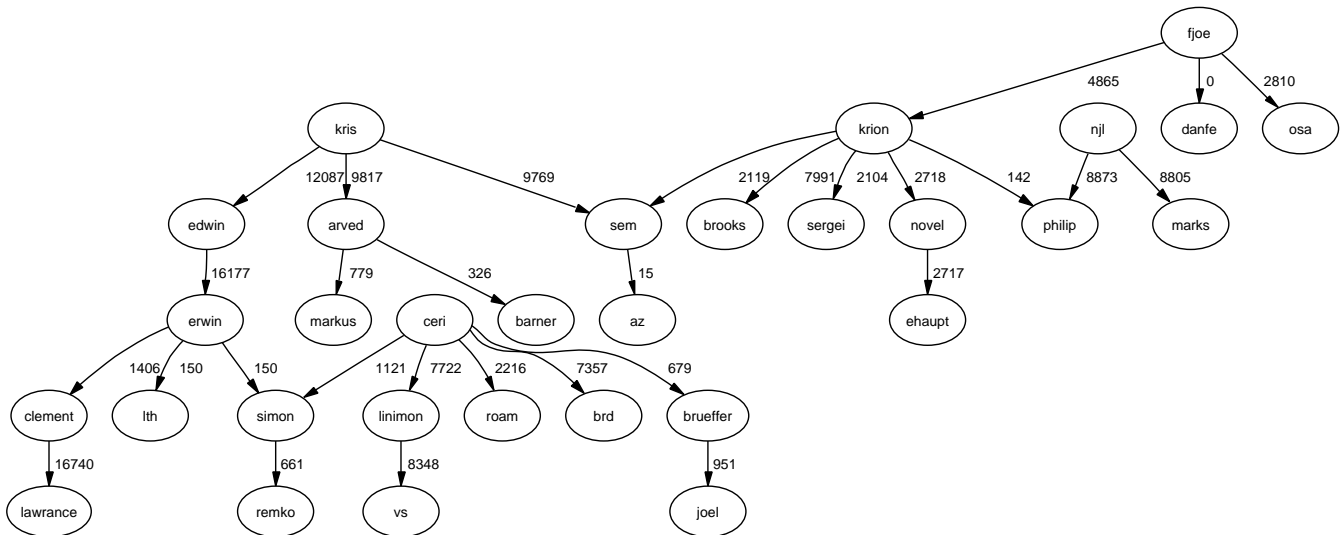 fjoe
4865 0 2810
kris krion njl danfe osa
12087 9817 9769 2119 7991 2104 2718 142 8873 8805
edwin arved sem brooks sergei novel philip marks
16177 779 326 15 2717
erwin markus ceri barner az ehaupt
1406 150 150 1121 7722 2216 7357 679
clement lth simon linimon roam brd brueffer
16740 661 8348 951
lawrance remko vs joel